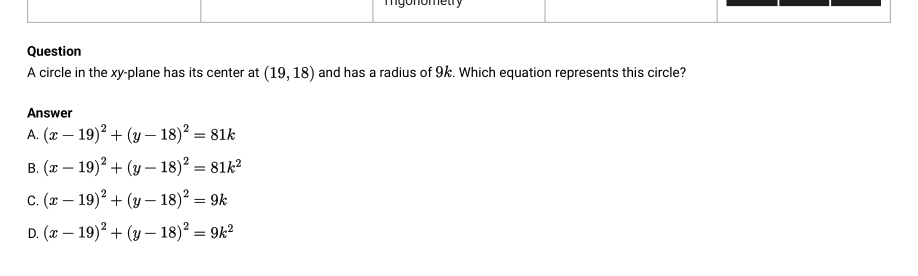 Trigonometry
Question
A circle in the xy-plane has its center at (19, 18) and has a radius of 9k. Which equation represents this circle?
Answer
A. (x − 19)² + (y − 18)² = 81k
B. (x − 19)² + (y − 18)² = 81k²
C. (x − 19)² + (y − 18)² = 9k
D. (x − 19)² + (y − 18)² = 9k²